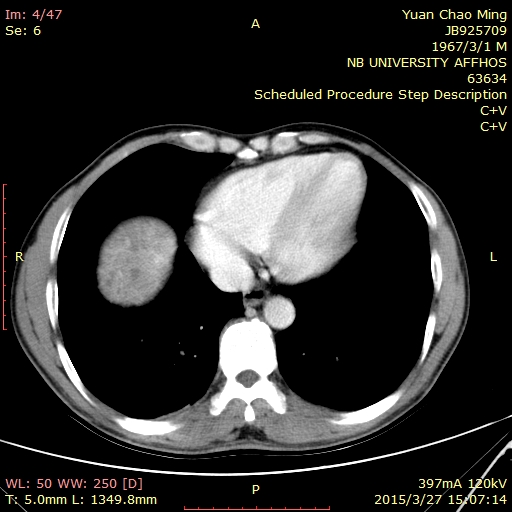 Im: 4/47
Se: 6
A
Yuan Chao Ming
JB925709
1967/3/1 M
NB UNIVERSITY AFFHOS
63634
Scheduled Procedure Step Description
C+V
C+V
R
L
WL: 50 WW: 250 [D]
T: 5.0mm L: 1349.8mm
P
397mA 120kV
2015/3/27 15:07:14